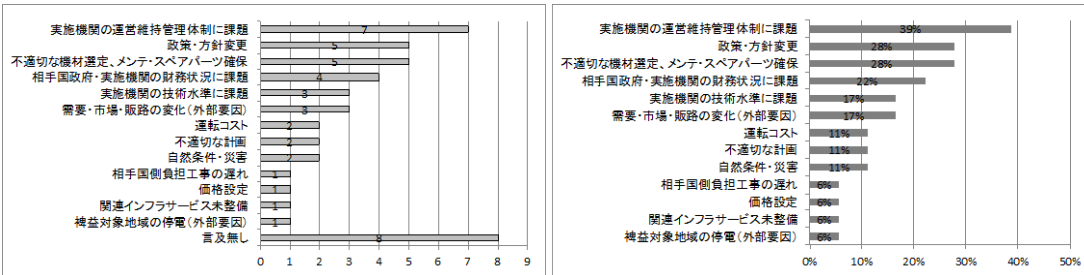 実施機関の運営維持管理体制に課題 7
政策・方針変更 5
不適切な機材選定、メンテ・スペアパーツ確保 5
相手国政府・実施機関の財務状況に課題 4
実施機関の技術水準に課題 3
需要・市場・販路の変化(外部要因) 3
運転コスト 2
不適切な計画 2
自然条件・災害 2
相手国側負担工事の遅れ 1
価格設定 1
関連インフラサービス未整備 1
裨益対象地域の停電(外部要因) 1
言及無し 8
0 1 2 3 4 5 6 7 8 9
実施機関の運営維持管理体制に課題 39%
政策・方針変更 28%
不適切な機材選定、メンテ・スペアパーツ確保 28%
相手国政府・実施機関の財務状況に課題 22%
実施機関の技術水準に課題 17%
需要・市場・販路の変化(外部要因) 17%
運転コスト 11%
不適切な計画 11%
自然条件・災害 11%
相手国側負担工事の遅れ 6%
価格設定 6%
関連インフラサービス未整備 6%
裨益対象地域の停電(外部要因) 6%
0% 10% 20% 30% 40% 50%